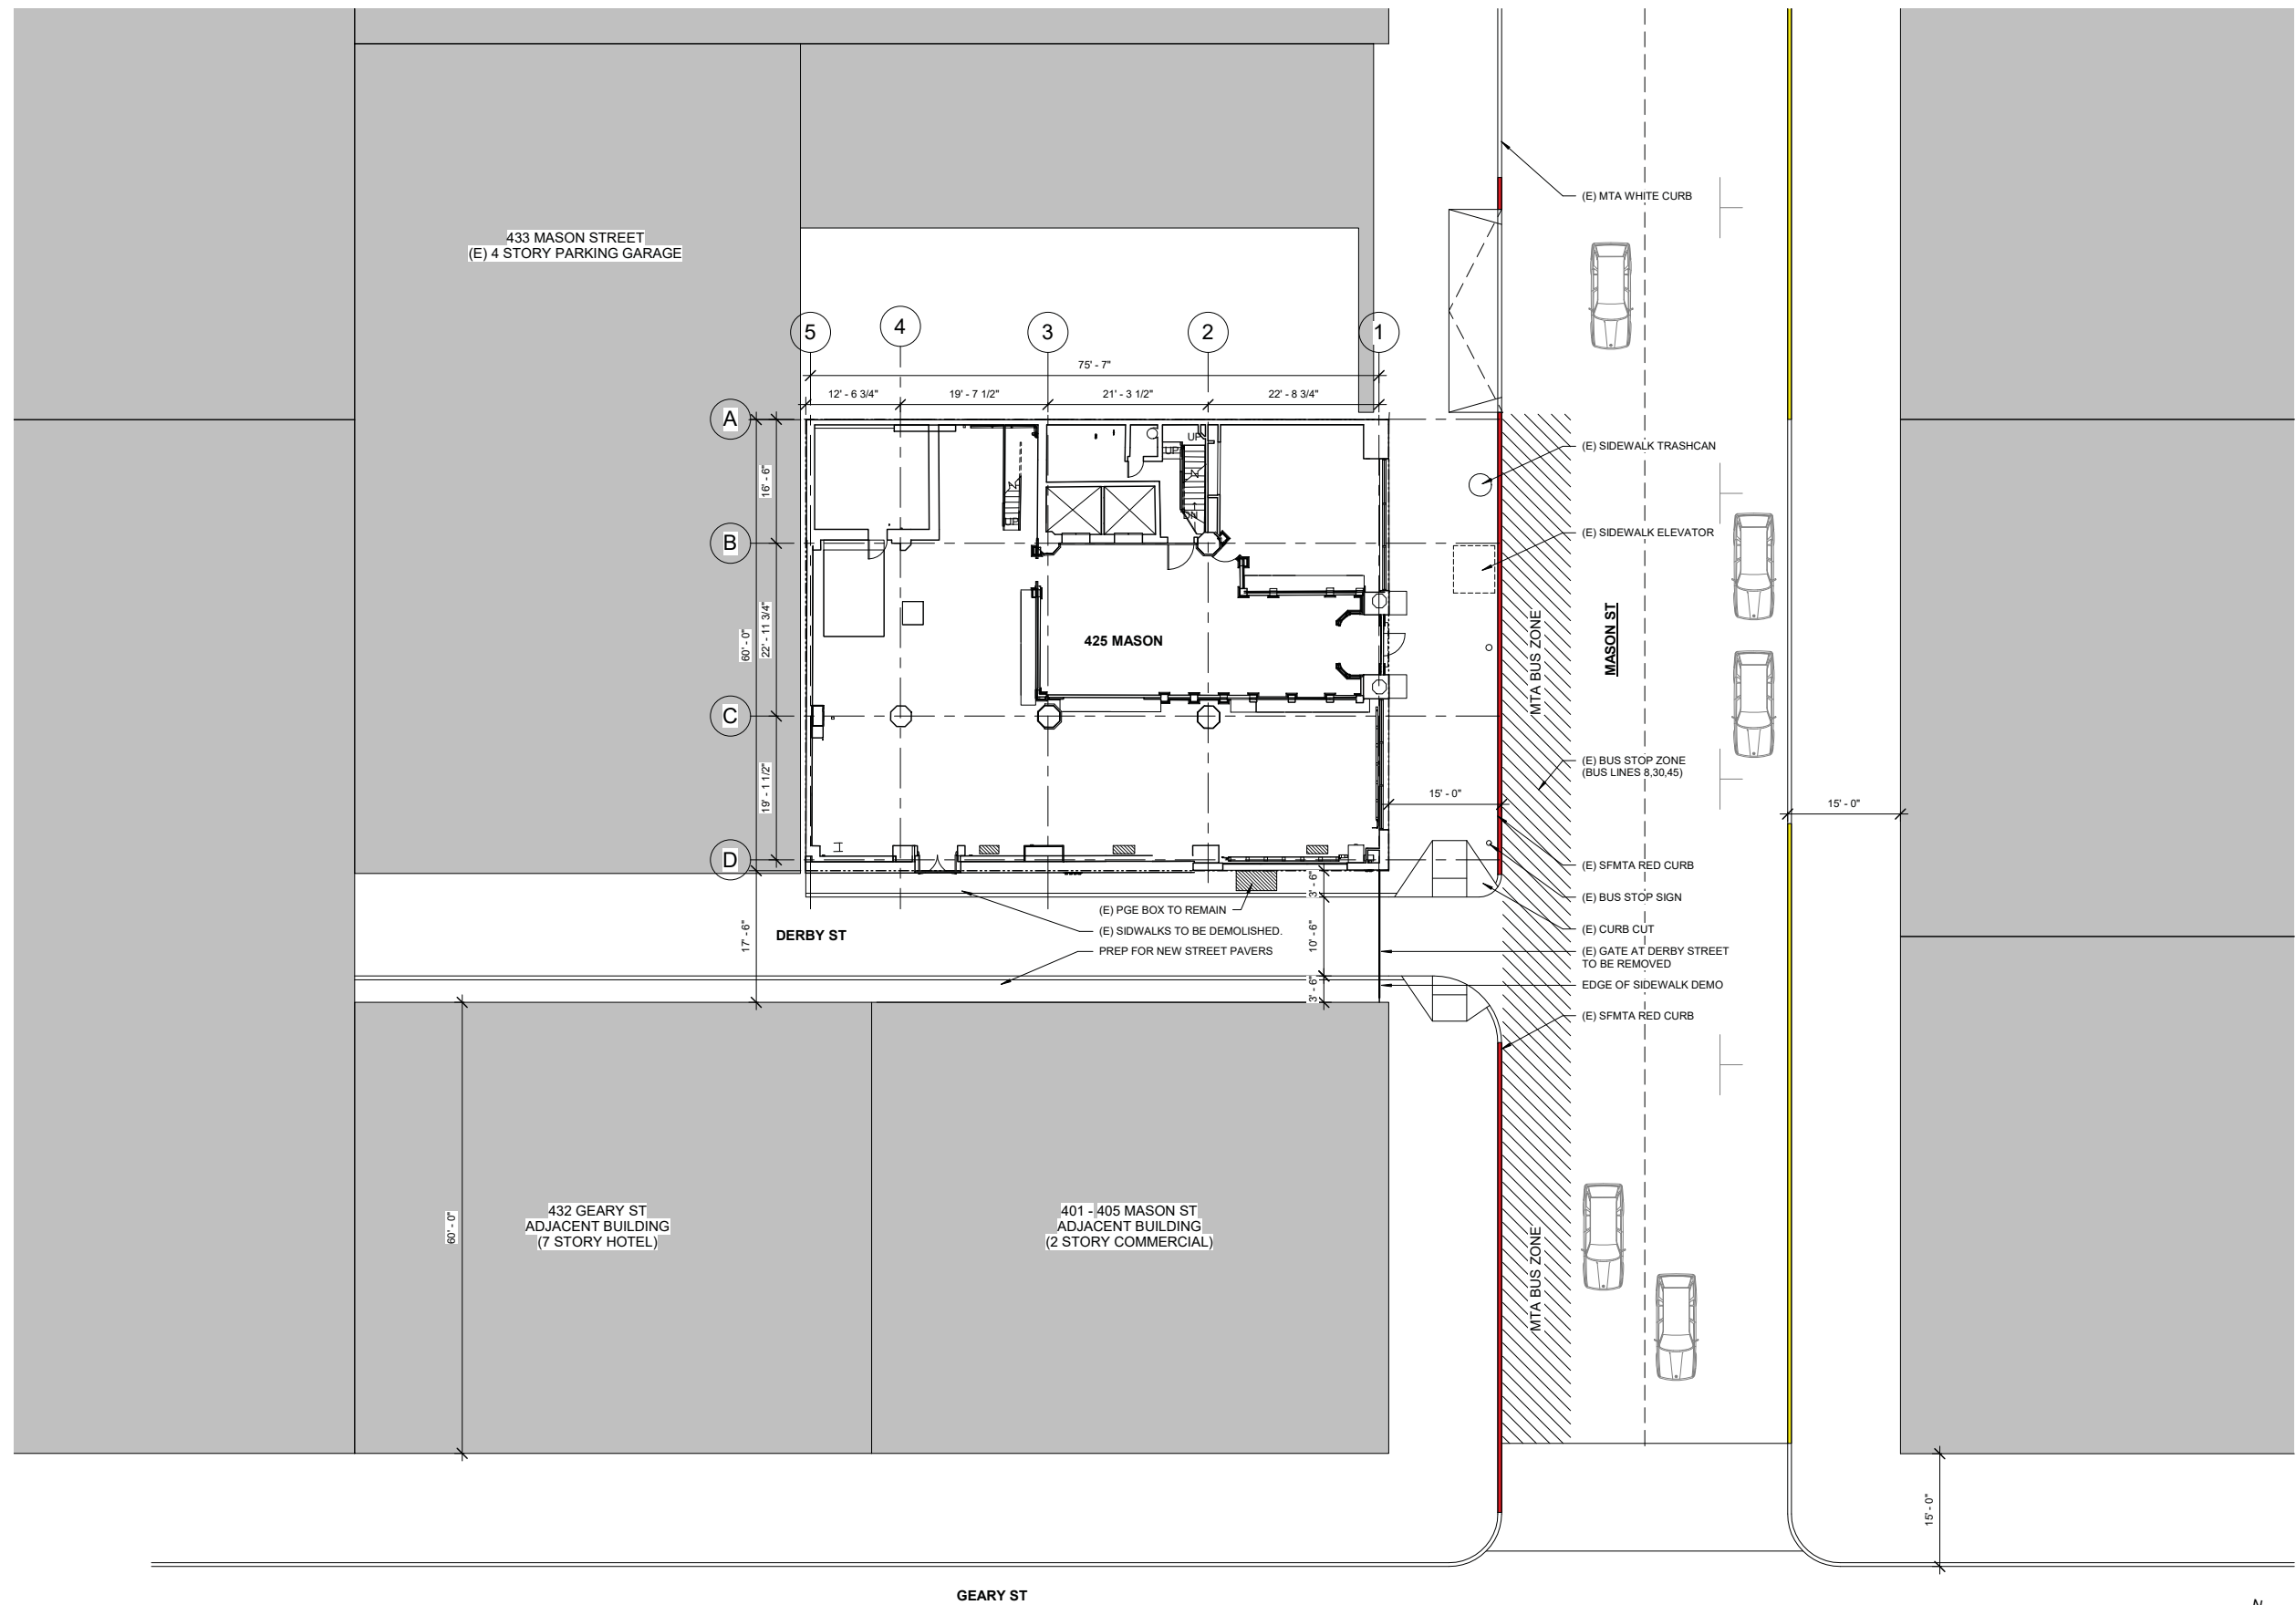 (E) MTA WHITE CURB
433 MASON STREET
(E) 4 STORY PARKING GARAGE
5
4
3
2
1
75' - 7"
12' - 6 3/4"
19' - 7 1/2"
21' - 3 1/2"
22' - 8 3/4"
A
B
C
D
16' - 6"
22' - 11 3/4"
60' - 0"
19' - 1 1/2"
UP
UP
UP
DN
425 MASON
(E) SIDEWALK TRASHCAN
(E) SIDEWALK ELEVATOR
MTA BUS ZONE
MASON ST
(E) BUS STOP ZONE
(BUS LINES 8,30,45)
15' - 0"
15' - 0"
(E) SFMTA RED CURB
(E) BUS STOP SIGN
(E) CURB CUT
(E) GATE AT DERBY STREET
TO BE REMOVED
EDGE OF SIDEWALK DEMO
(E) SFMTA RED CURB
3' - 6"
10' - 6"
3' - 6"
(E) PGE BOX TO REMAIN
(E) SIDWALKS TO BE DEMOLISHED.
PREP FOR NEW STREET PAVERS
17' - 6"
DERBY ST
60' - 0"
432 GEARY ST
ADJACENT BUILDING
(7 STORY HOTEL)
401 - 405 MASON ST
ADJACENT BUILDING
(2 STORY COMMERCIAL)
MTA BUS ZONE
15' - 0"
GEARY ST
N